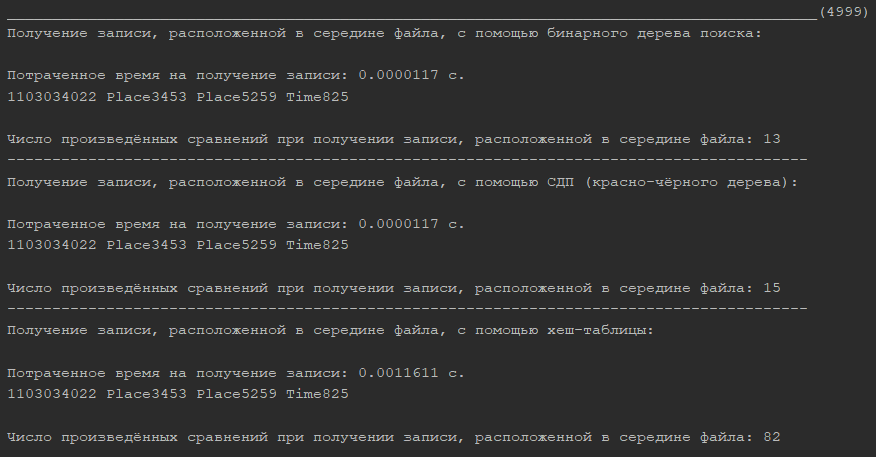 __________________________________________________________________________________________(4999)
Получение записи, расположенной в середине файла, с помощью бинарного дерева поиска:
Потраченное время на получение записи: 0.0000117 с.
1103034022 Place3453 Place5259 Time825
Число произведённых сравнений при получении записи, расположенной в середине файла: 13
-----------------------------------------------------------------------------------------
Получение записи, расположенной в середине файла, с помощью СДП (красно-чёрного дерева):
Потраченное время на получение записи: 0.0000117 с.
1103034022 Place3453 Place5259 Time825
Число произведённых сравнений при получении записи, расположенной в середине файла: 15
-----------------------------------------------------------------------------------------
Получение записи, расположенной в середине файла, с помощью хеш-таблицы:
Потраченное время на получение записи: 0.0011611 с.
1103034022 Place3453 Place5259 Time825
Число произведённых сравнений при получении записи, расположенной в середине файла: 82